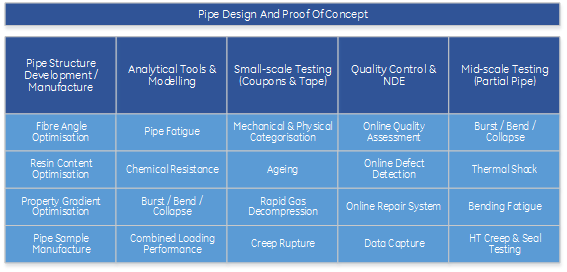 Pipe Design And Proof Of Concept
Pipe Structure
Development /
Manufacture
Analytical Tools &
Modelling
Small-scale Testing
(Coupons & Tape)
Quality Control &
NDE
Mid-scale Testing
(Partial Pipe)
Fibre Angle
Optimisation
Pipe Fatigue
Mechanical & Physical
Categorisation
Online Quality
Assessment
Burst / Bend /
Collapse
Resin Content
Optimisation
Chemical Resistance
Ageing
Online Defect
Detection
Thermal Shock
Property Gradient
Optimisation
Burst / Bend /
Collapse
Rapid Gas
Decompression
Online Repair System
Bending Fatigue
Pipe Sample
Manufacture
Combined Loading
Performance
Creep Rupture
Data Capture
HT Creep & Seal
Testing